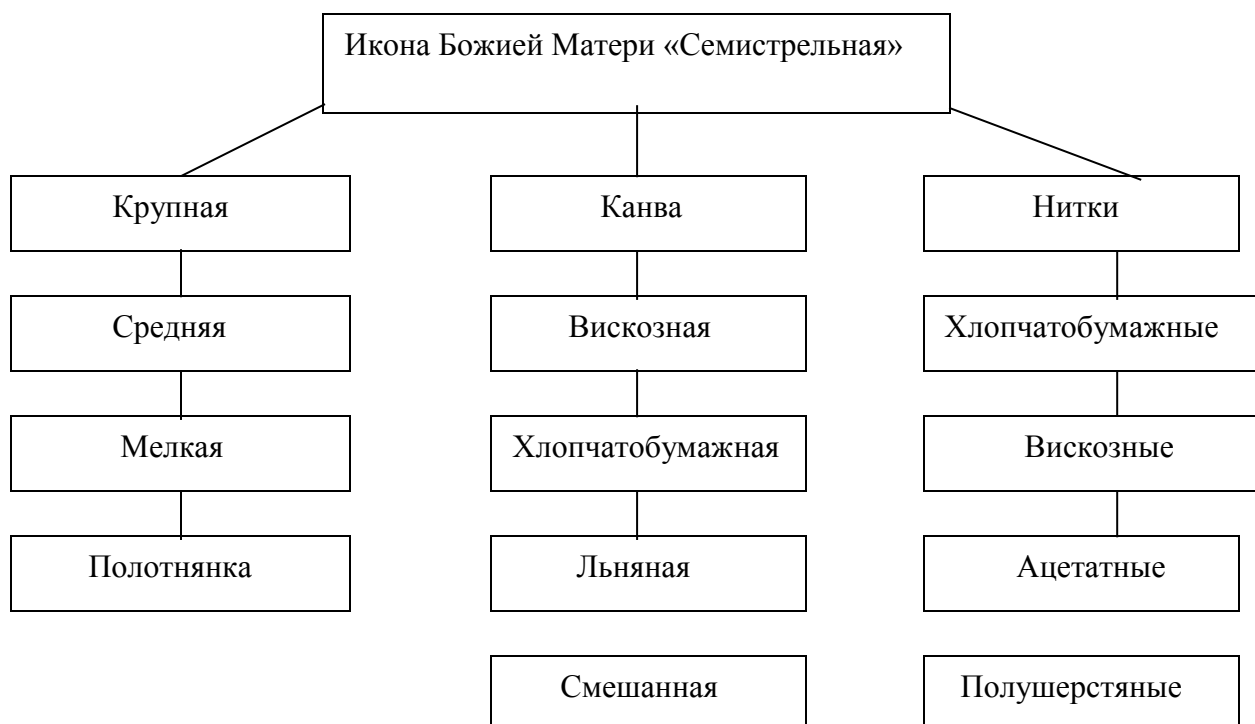 Икона Божией Матери «Семистрельная»
Крупная
Канва
Нитки
Средняя
Вискозная
Хлопчатобумажные
Мелкая
Хлопчатобумажная
Вискозные
Полотнянка
Льняная
Ацетатные
Смешанная
Полушерстяные